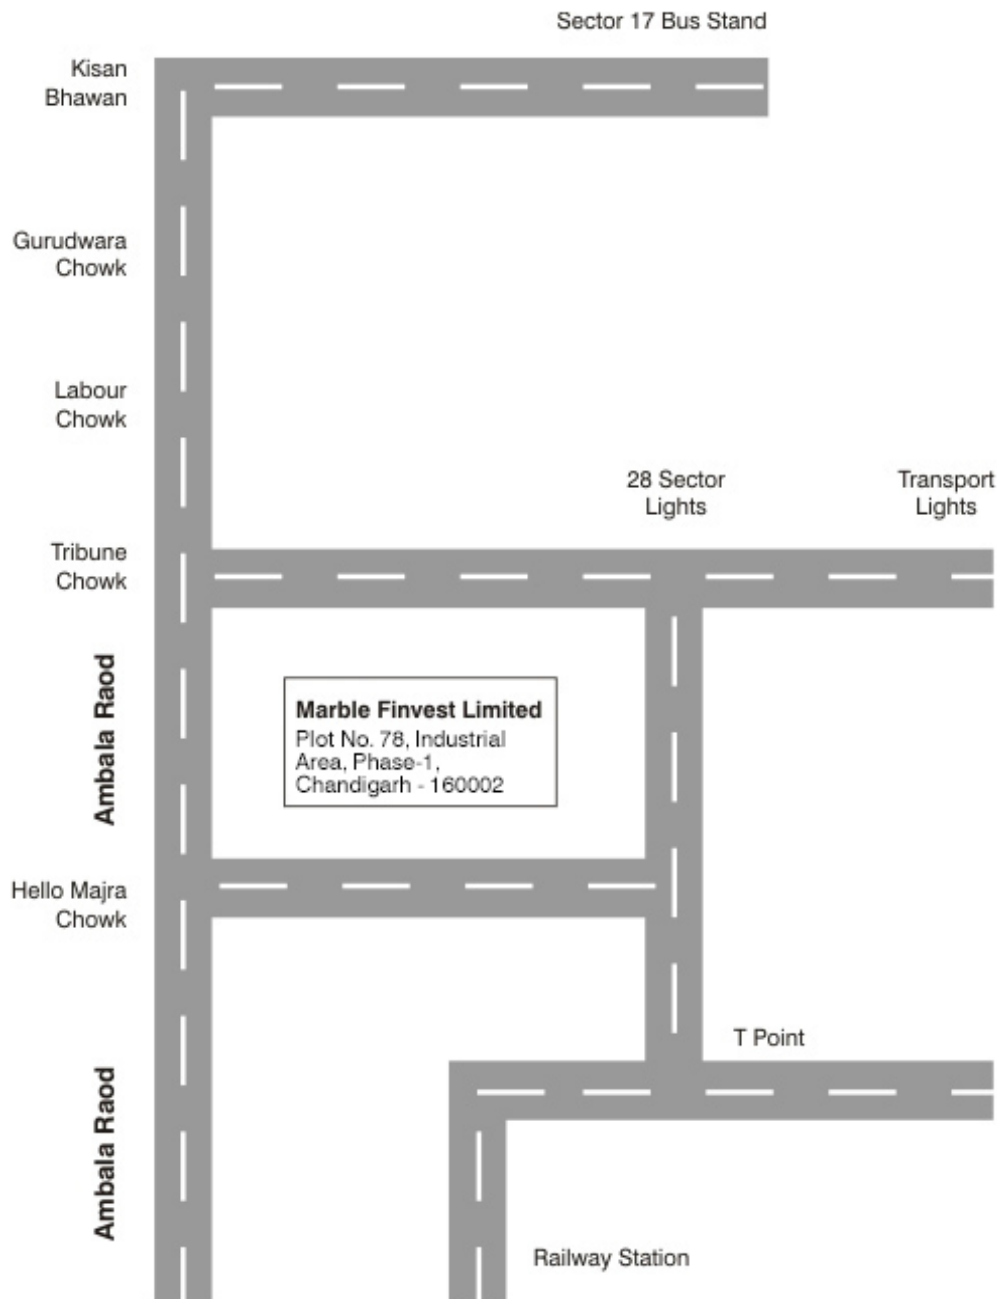 Sector 17 Bus Stand
Kisan
Bhawan
Gurudwara
Chowk
Labour
Chowk
28 Sector
Lights
Transport
Lights
Tribune
Chowk
Ambala Raod
Marble Finvest Limited
Plot No. 78, Industrial
Area, Phase-1,
Chandigarh - 160002
Hello Majra
Chowk
T Point
Ambala Raod
Railway Station